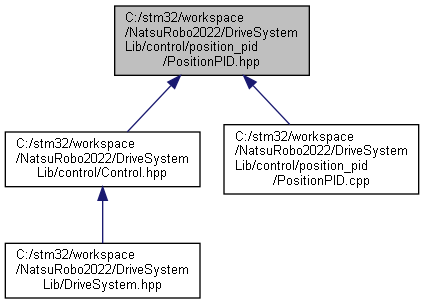 C:/stm32/workspace
/NatsuRobo2022/DriveSystem
Lib/control/position_pid
/PositionPID.hpp
C:/stm32/workspace
/NatsuRobo2022/DriveSystem
Lib/control/Control.hpp
C:/stm32/workspace
/NatsuRobo2022/DriveSystem
Lib/control/position_pid
/PositionPID.cpp
C:/stm32/workspace
/NatsuRobo2022/DriveSystem
Lib/DriveSystem.hpp